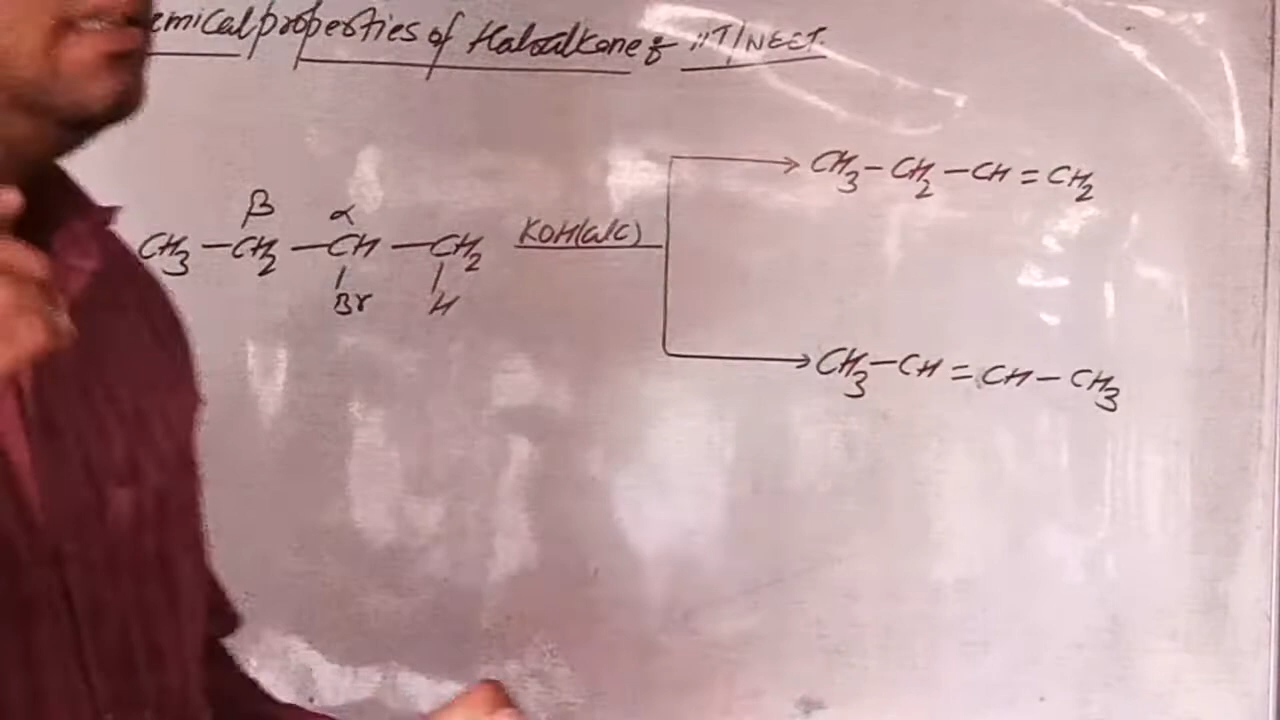 emical properties of Haloalkane IIT/NEET.
CH3-CH2-CH=CH2
β α
CH3-CH2-CH-CH2 KOH(alc)
Br H
CH3-CH=CH-CH3